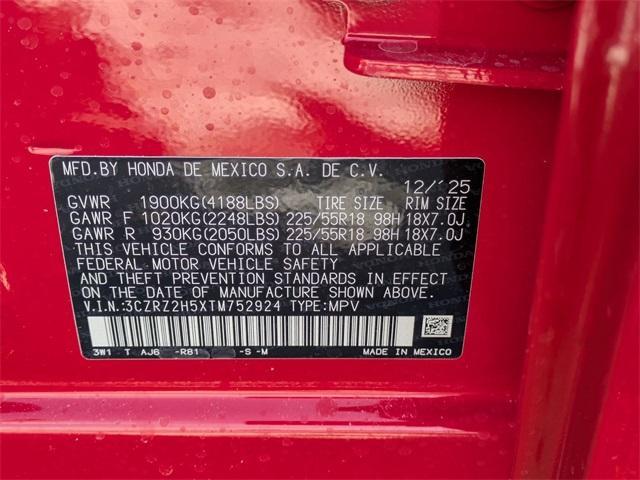 MFD.BY HONDA DE MEXICO S.A. DE C.V.
12/'25
GVWR 1900KG(4188LBS) TIRE SIZE RIM SIZE
GAWR F 1020KG(2248LBS) 225/55R18 98H 18X7.0J
GAWR R 930KG(2050LBS) 225/55R18 98H 18X7.0J
THIS VEHICLE CONFORMS TO ALL APPLICABLE
FEDERAL MOTOR VEHICLE SAFETY
AND THEFT PREVENTION STANDARDS IN EFFECT
ON THE DATE OF MANUFACTURE SHOWN ABOVE.
V.I.N.:3CZRZ2H5XTM752924 TYPE:MPV
3W1 T AJ6 -R81 -S -M MADE IN MEXICO